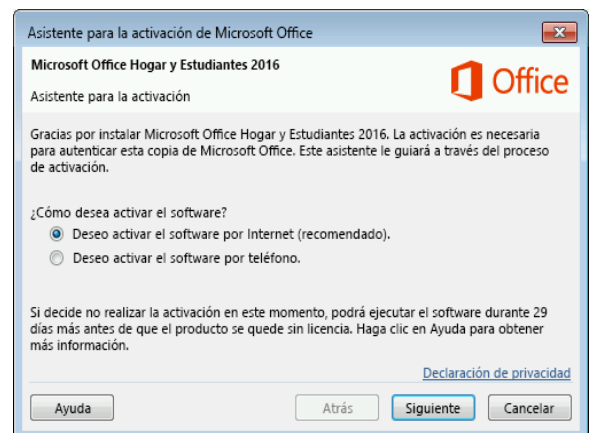 Asistente para la activación de Microsoft Office
Microsoft Office Hogar y Estudiantes 2016
Office
Asistente para la activación
Gracias por instalar Microsoft Office Hogar y Estudiantes 2016. La activación es necesaria
para autenticar esta copia de Microsoft Office. Este asistente le guiará a través del proceso
de activación.
¿Cómo desea activar el software?
Deseo activar el software por Internet (recomendado).
Deseo activar el software por teléfono.
Si decide no realizar la activación en este momento, podrá ejecutar el software durante 29
días más antes de que el producto se quede sin licencia. Haga clic en Ayuda para obtener
más información.
Declaración de privacidad
Ayuda Atrás Siguiente Cancelar